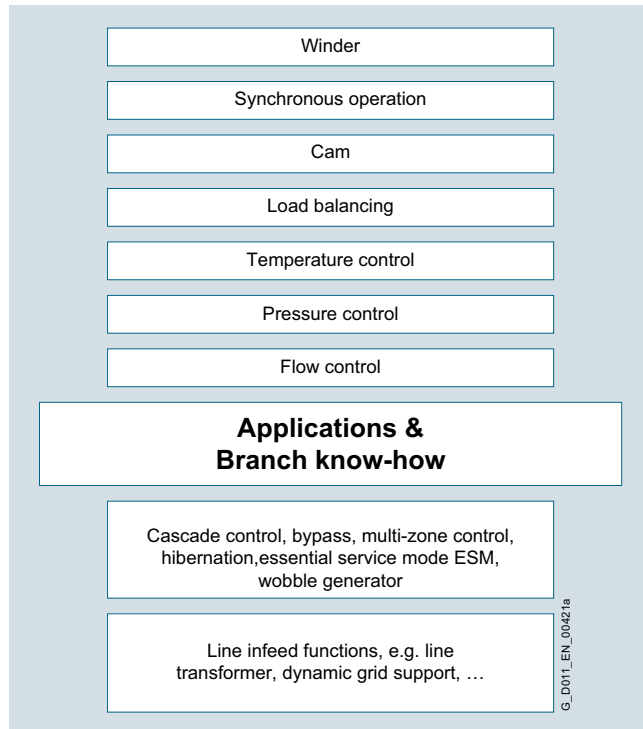 Winder
Synchronous operation
Cam
Load balancing
Temperature control
Pressure control
Flow control
Applications &
Branch know-how
Cascade control, bypass, multi-zone control,
hibernation,essential service mode ESM,
wobble generator
Line infeed functions, e.g. line
transformer, dynamic grid support, …
G_D011_EN_00421a